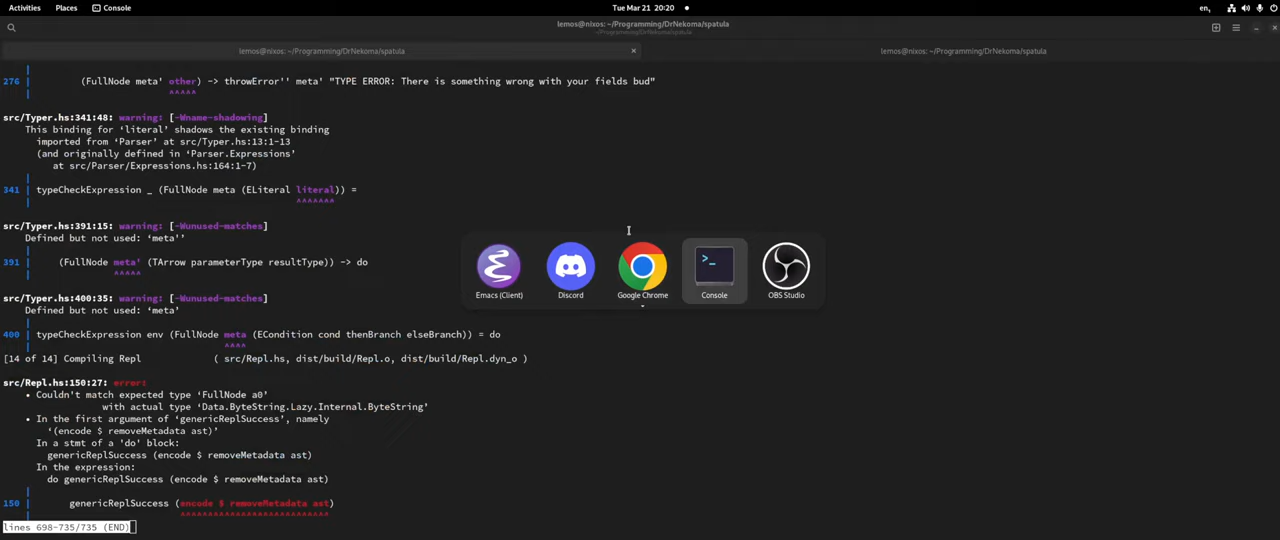 Activities Places Console Tue Mar 21 20:20 en,
lemos@nixos: ~/Programming/DrNekoma/spatula
~/Programming/DrNekoma/spatula
lemos@nixos: ~/Programming/DrNekoma/spatula × lemos@nixos: ~/Programming/DrNekoma/spatula
|
276 | (FullNode meta' other) -> throwError'' meta' "TYPE ERROR: There is something wrong with your fields bud"
| ^^^^^
src/Typer.hs:341:48: warning: [-Wname-shadowing]
This binding for ‘literal’ shadows the existing binding
imported from ‘Parser’ at src/Typer.hs:13:1-13
(and originally defined in ‘Parser.Expressions’
at src/Parser/Expressions.hs:164:1-7)
|
341 | typeCheckExpression _ (FullNode meta (ELiteral literal)) =
| ^^^^^^^
src/Typer.hs:391:15: warning: [-Wunused-matches]
Defined but not used: ‘meta'’
|
391 | (FullNode meta' (TArrow parameterType resultType)) -> do
| ^^^^^
src/Typer.hs:400:35: warning: [-Wunused-matches]
Defined but not used: ‘meta’
|
400 | typeCheckExpression env (FullNode meta (ECondition cond thenBranch elseBranch)) = do
| ^^^^
[14 of 14] Compiling Repl ( src/Repl.hs, dist/build/Repl.o, dist/build/Repl.dyn_o )
src/Repl.hs:150:27: error:
• Couldn't match expected type ‘FullNode a0’
with actual type ‘Data.ByteString.Lazy.Internal.ByteString’
• In the first argument of ‘genericReplSuccess’, namely
‘(encode $ removeMetadata ast)’
In a stmt of a 'do' block:
genericReplSuccess (encode $ removeMetadata ast)
In the expression:
do genericReplSuccess (encode $ removeMetadata ast)
|
150 | genericReplSuccess (encode $ removeMetadata ast)
| ^^^^^^^^^^^^^^^^^^^^^^^^^^^
lines 698-735/735 (END)
Emacs (Client) Discord Google Chrome Console OBS Studio